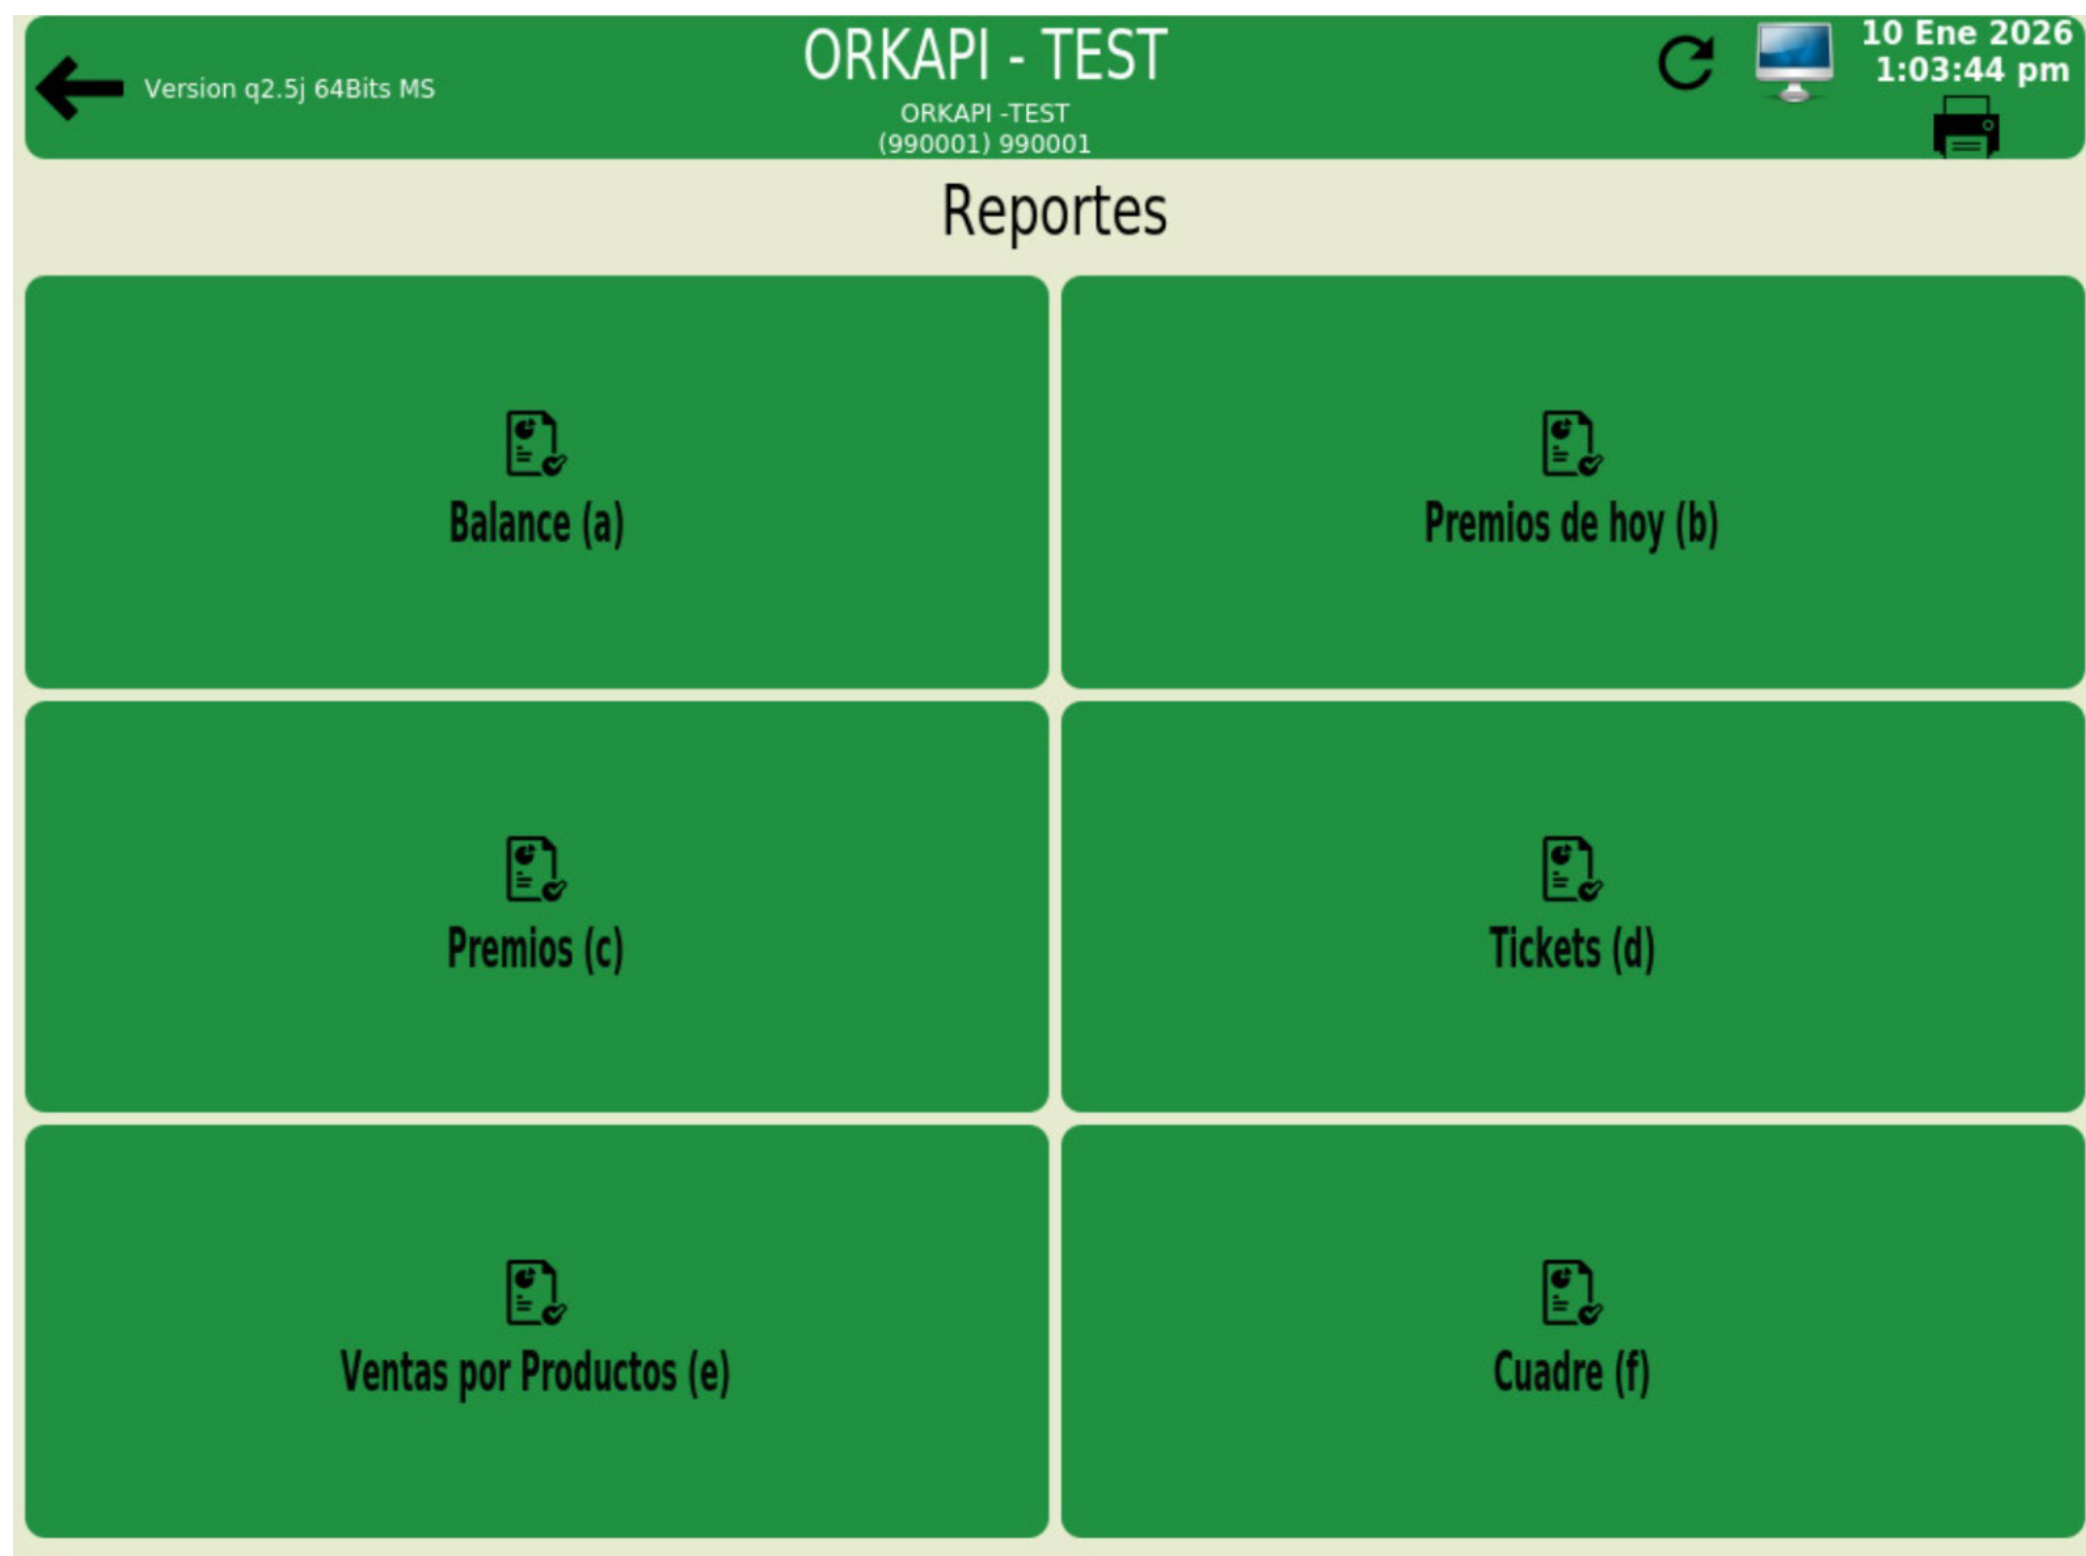 Version q2.5j 64Bits MS
ORKAPI - TEST
ORKAPI -TEST
(990001) 990001
10 Ene 2026
1:03:44 pm
Reportes
Balance (a)
Premios de hoy (b)
Premios (c)
Tickets (d)
Ventas por Productos (e)
Cuadre (f)